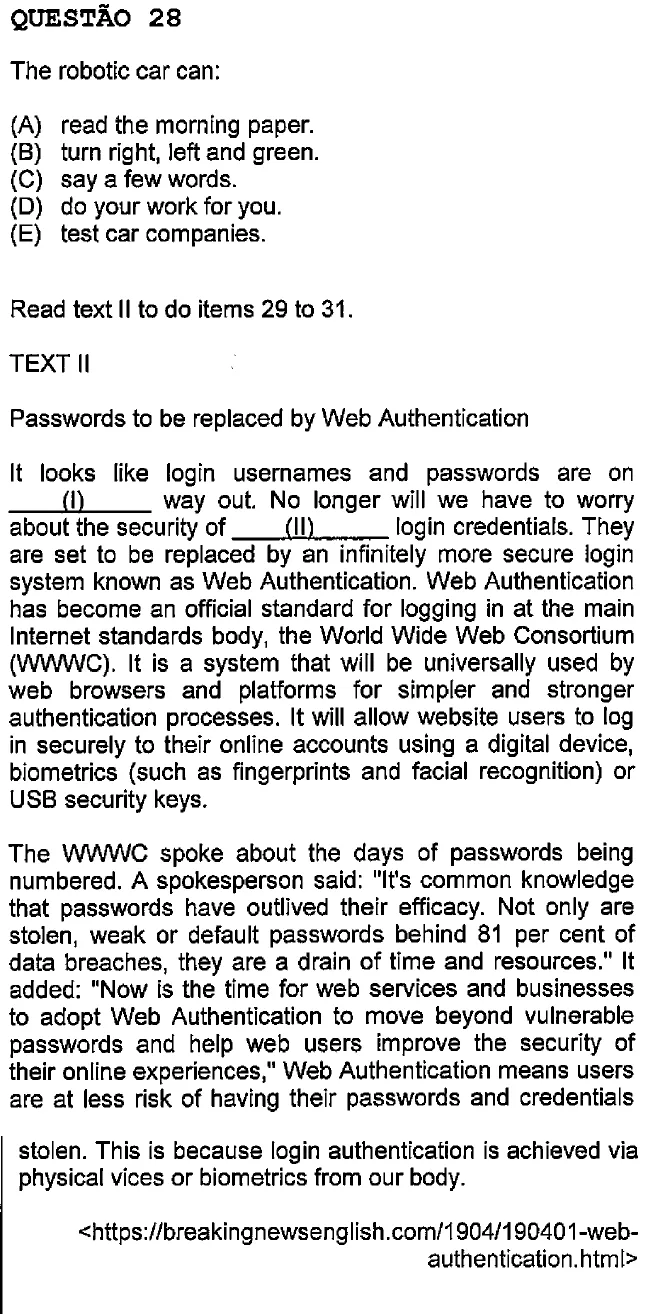 QUESTÃO 28
The robotic car can:
(A) read the morning paper.
(B) turn right, left and green.
(C) say a few words.
(D) do your work for you.
(E) test car companies.
Read text II to do items 29 to 31.
TEXT II
Passwords to be replaced by Web Authentication
It looks like login usernames and passwords are on
____(I)______ way out. No longer will we have to worry
about the security of ____(II)______ login credentials. They
are set to be replaced by an infinitely more secure login
system known as Web Authentication. Web Authentication
has become an official standard for logging in at the main
Internet standards body, the World Wide Web Consortium
(WWWC). It is a system that will be universally used by
web browsers and platforms for simpler and stronger
authentication processes. It will allow website users to log
in securely to their online accounts using a digital device,
biometrics (such as fingerprints and facial recognition) or
USB security keys.
The WWWC spoke about the days of passwords being
numbered. A spokesperson said: "It's common knowledge
that passwords have outlived their efficacy. Not only are
stolen, weak or default passwords behind 81 per cent of
data breaches, they are a drain of time and resources." It
added: "Now is the time for web services and businesses
to adopt Web Authentication to move beyond vulnerable
passwords and help web users improve the security of
their online experiences," Web Authentication means users
are at less risk of having their passwords and credentials
stolen. This is because login authentication is achieved via
physical vices or biometrics from our body.
<https://breakingnewsenglish.com/1904/190401-web-
authentication.html>